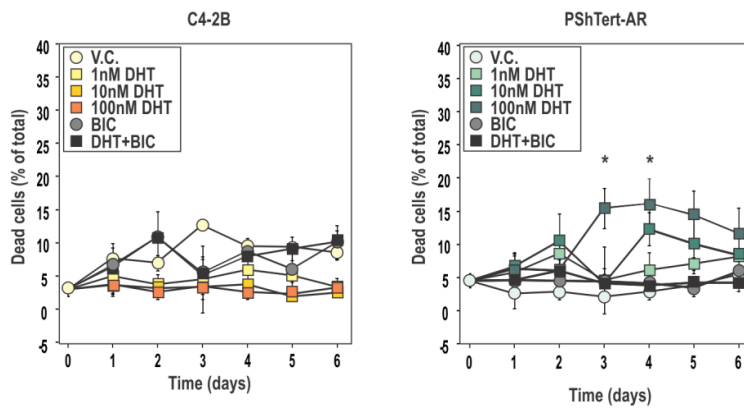 C4-2B
Dead cells (% of total)
40
35
30
25
20
15
10
5
0
-5
V.C.
1nM DHT
10nM DHT
100nM DHT
BIC
DHT+BIC
0 1 2 3 4 5 6
Time (days)
PShTert-AR
Dead cells (% of total)
40
35
30
25
20
15
10
5
0
-5
V.C.
1nM DHT
10nM DHT
100nM DHT
BIC
DHT+BIC
* *
0 1 2 3 4 5 6
Time (days)